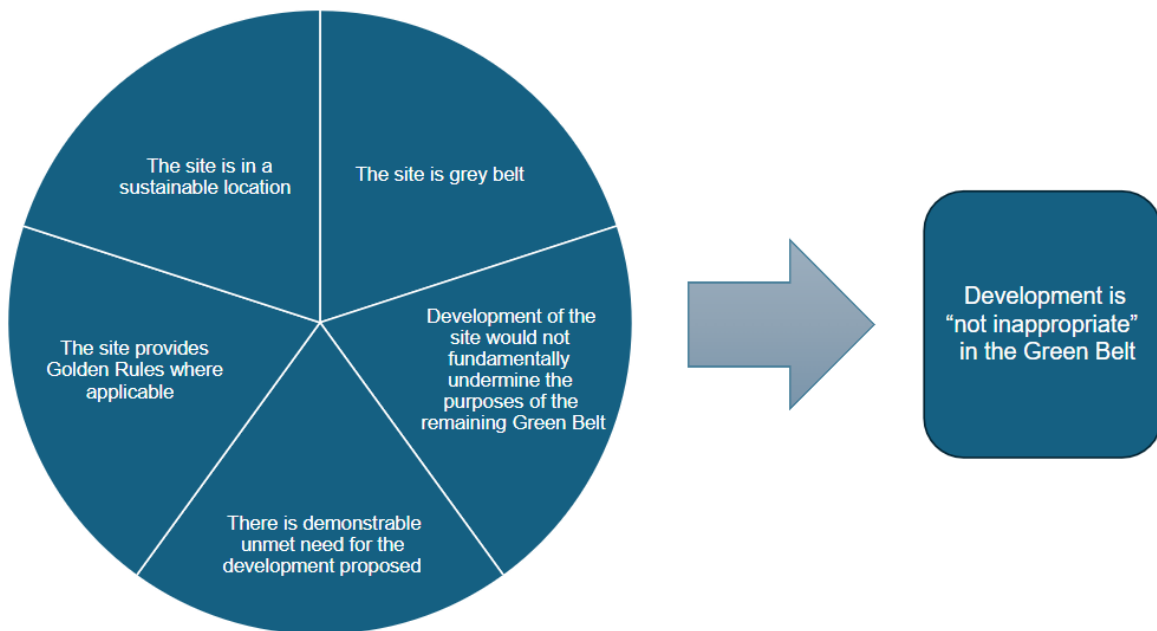 The site is in a
sustainable location
The site is grey belt
Development of the
site would not
fundamentally
undermine the
purposes of the
remaining Green Belt
There is demonstrable
unmet need for the
development proposed
The site provides
Golden Rules where
applicable
Development is
“not inappropriate”
in the Green Belt